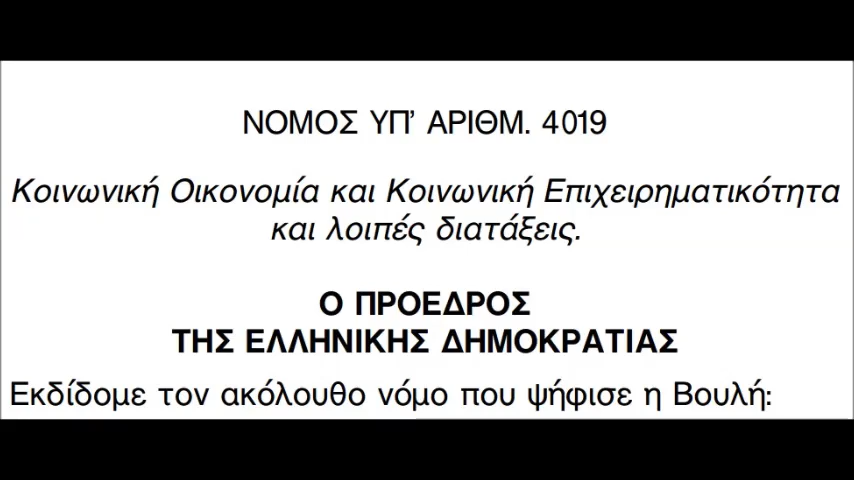 ΝΟΜΟΣ ΥΠ’ ΑΡΙΘΜ. 4019
Κοινωνική Οικονομία και Κοινωνική Επιχειρηματικότητα
και λοιπές διατάξεις.
Ο ΠΡΟΕΔΡΟΣ
ΤΗΣ ΕΛΛΗΝΙΚΗΣ ΔΗΜΟΚΡΑΤΙΑΣ
Εκδίδομε τον ακόλουθο νόμο που ψήφισε η Βουλή: